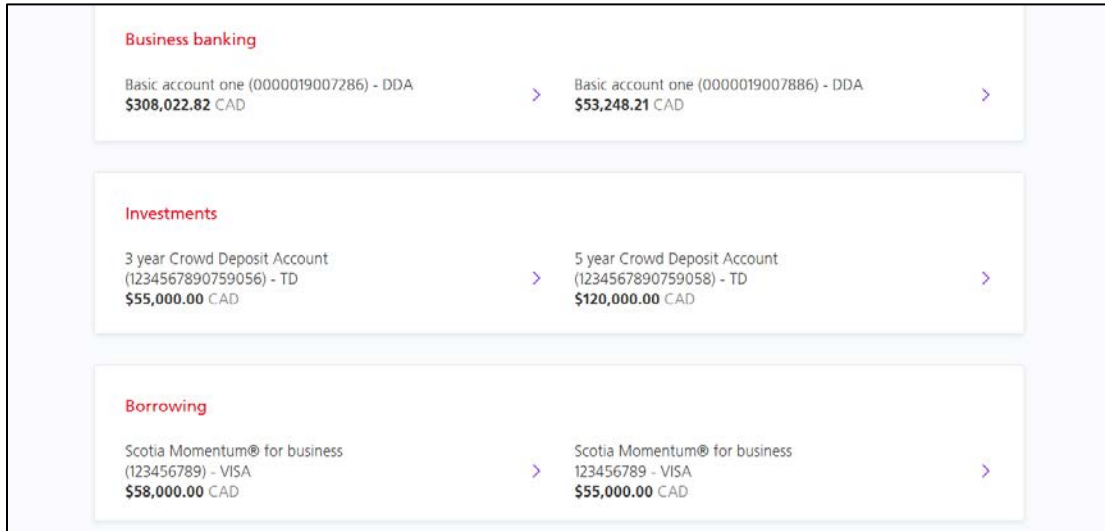 Business banking
Basic account one (0000019007286) - DDA
$308,022.82 CAD
Basic account one (0000019007886) - DDA
$53,248.21 CAD
Investments
3 year Crowd Deposit Account
(1234567890759056) - TD
$55,000.00 CAD
5 year Crowd Deposit Account
(1234567890759058) - TD
$120,000.00 CAD
Borrowing
Scotia Momentum® for business
(123456789) - VISA
$58,000.00 CAD
Scotia Momentum® for business
123456789 - VISA
$55,000.00 CAD